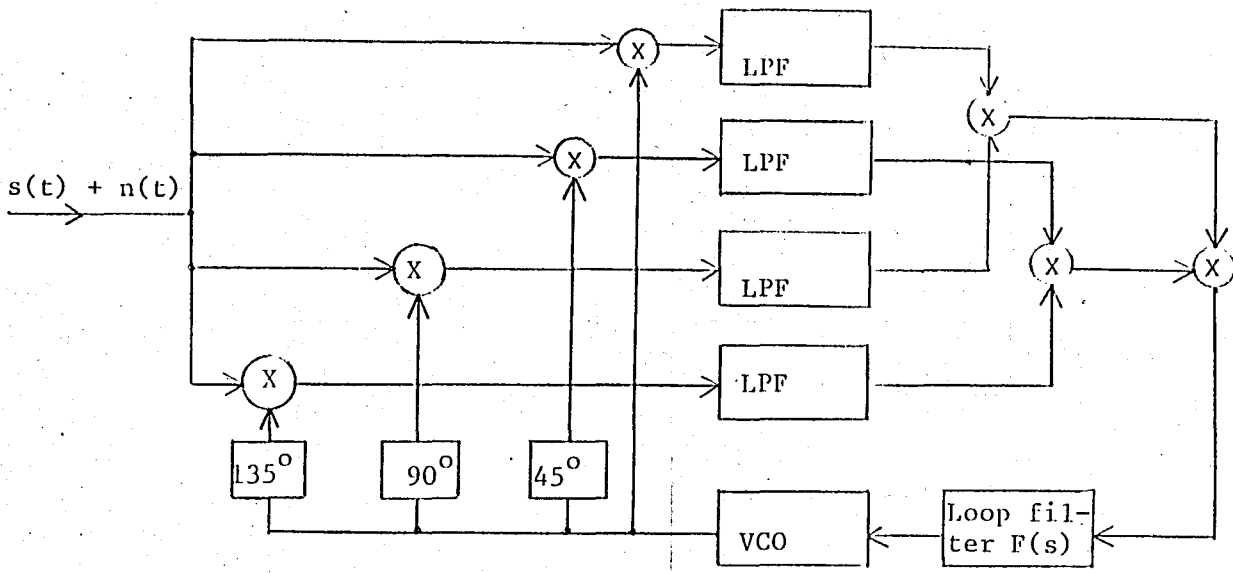 X
LPF
X
X
LPF
s(t) + n(t)
X
LPF
X
X
X
LPF
135°
90°
45°
VCO
Loop fil-
ter F(s)